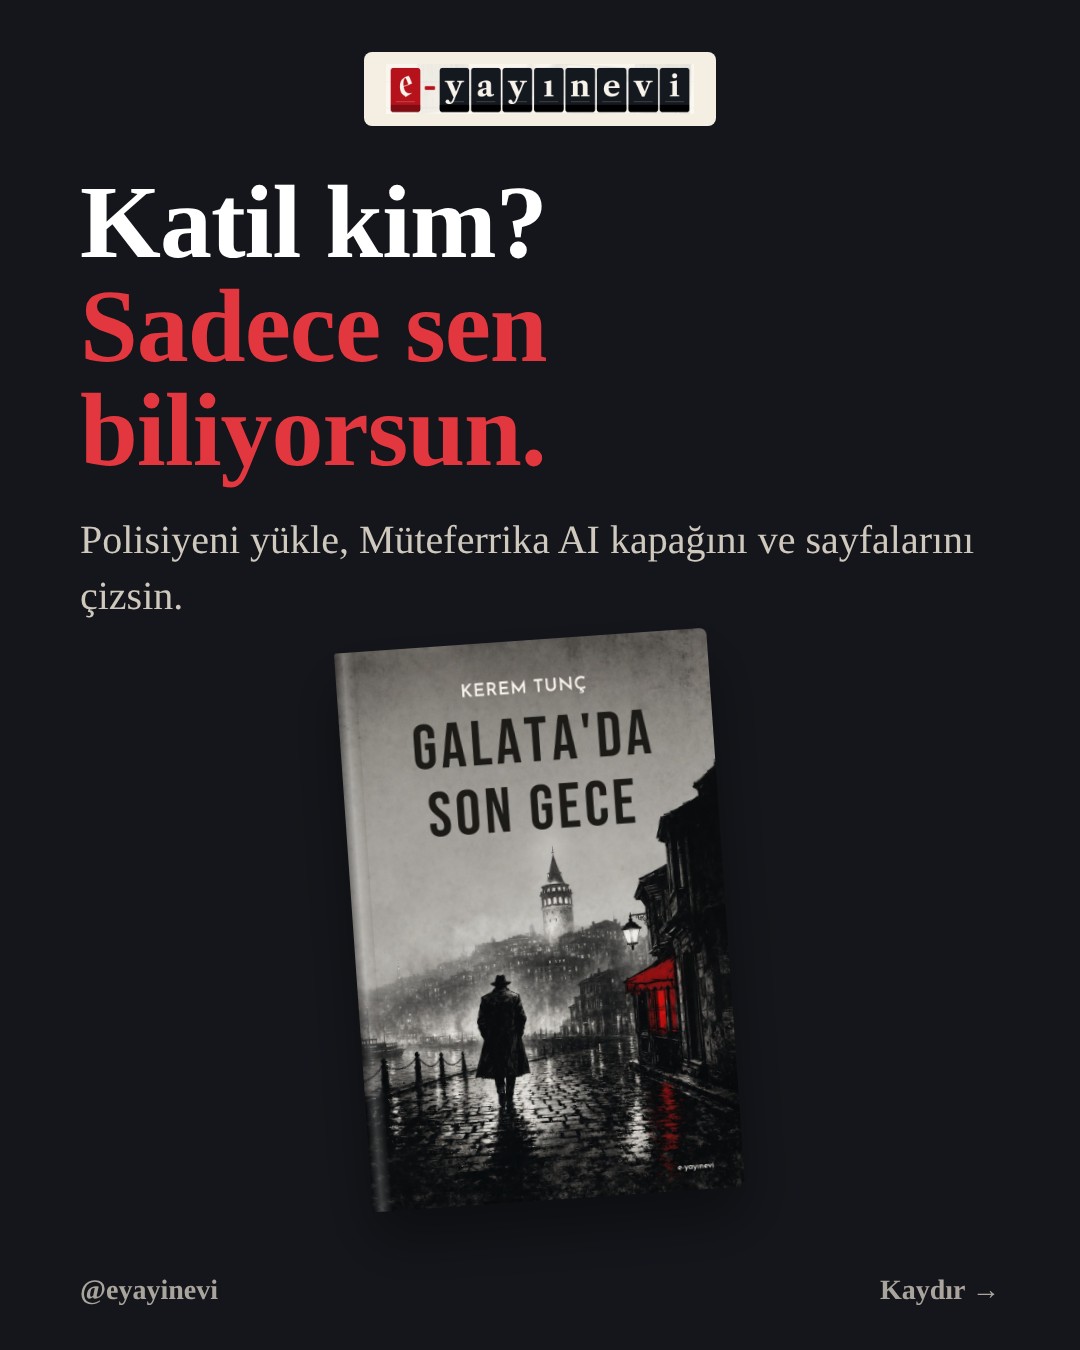 e-yayınevi
Katil kim?
Sadece sen
biliyorsun.
Polisiyeni yükle, Müteferrika AI kapağını ve sayfalarını
çizsin.
KEREM TUNÇ
GALATA'DA
SON GECE
e-yayınevi
@eyayinevi
Kaydır →